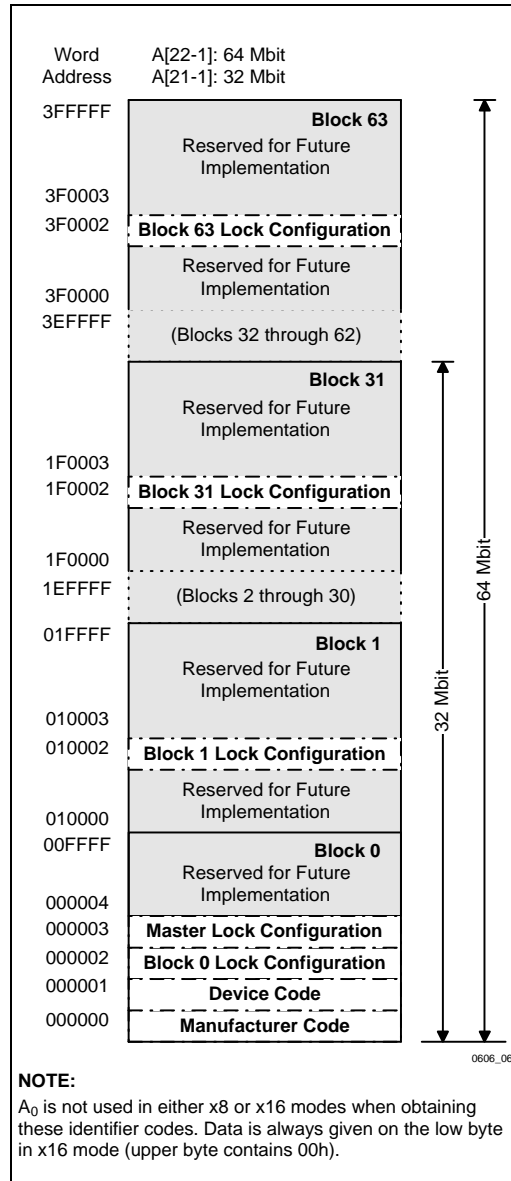 Word
Address
A[22-1]: 64 Mbit
A[21-1]: 32 Mbit
3FFFFF
Block 63
Reserved for Future
Implementation
3F0003
3F0002
Block 63 Lock Configuration
Reserved for Future
Implementation
3F0000
3EFFFF
(Blocks 32 through 62)
Block 31
Reserved for Future
Implementation
1F0003
1F0002
Block 31 Lock Configuration
Reserved for Future
Implementation
1F0000
1EFFFF
(Blocks 2 through 30)
01FFFF
Block 1
Reserved for Future
Implementation
010003
010002
Block 1 Lock Configuration
Reserved for Future
Implementation
010000
00FFFF
Block 0
Reserved for Future
Implementation
000004
000003
Master Lock Configuration
000002
Block 0 Lock Configuration
000001
Device Code
000000
Manufacturer Code
32 Mbit
64 Mbit
0606_06
NOTE:
A0 is not used in either x8 or x16 modes when obtaining
these identifier codes. Data is always given on the low byte
in x16 mode (upper byte contains 00h).